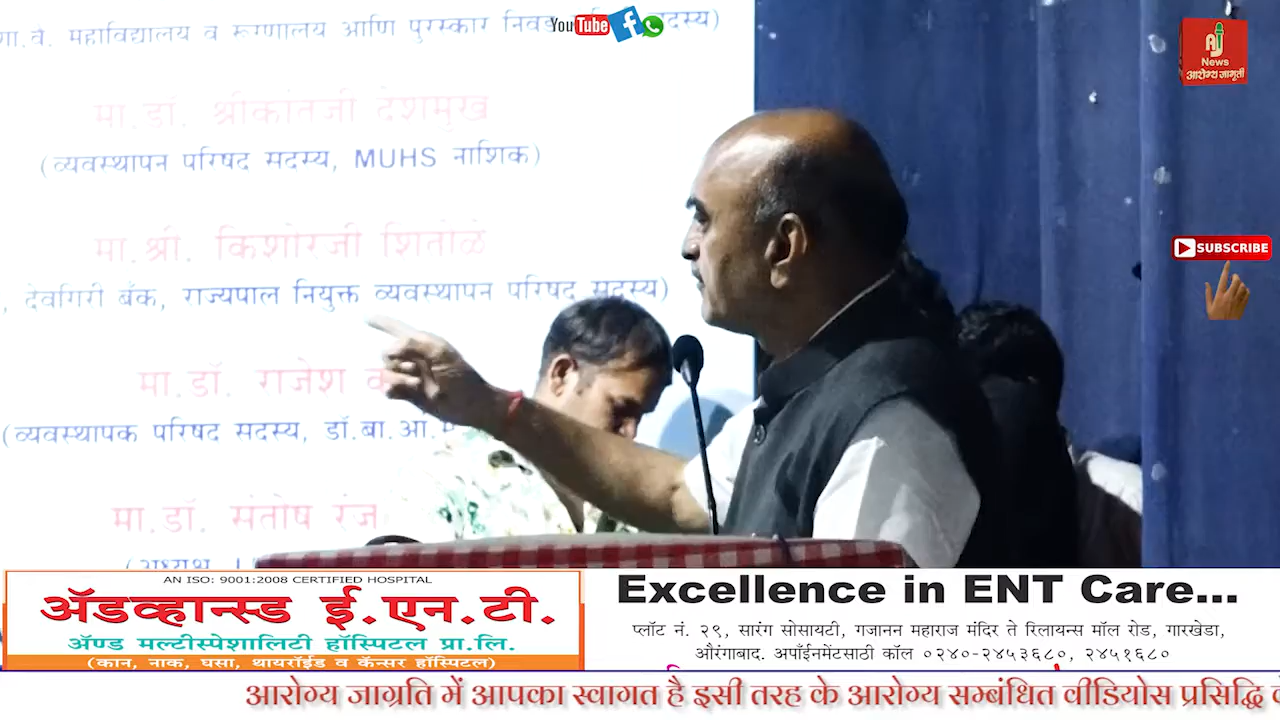 गा.वै. महाविद्यालय व रूग्णालय आणि पुरस्कार
YouTube
AJ
News
आरोग्य जागृती
मा.डॉ. श्रीकांतजी देशमुख
(व्यवस्थापन परिषद सदस्य, MUHS नाशिक)
मा.श्री. किशोरजी शितोळे
, देवगिरी बँक, राज्यपाल नियुक्त व्यवस्थापन परिषद सदस्य)
SUBSCRIBE
मा.डॉ. राजेश
(व्यवस्थापक परिषद सदस्य, डॉ.बा.आं.
मा.डॉ. संतोष रंज
(अध्यक्ष,
AN ISO: 9001:2008 CERTIFIED HOSPITAL
ॲडव्हान्स्ड ई.एन.टी.
ॲण्ड मल्टीस्पेशालिटी हॉस्पिटल प्रा.लि.
(कान, नाक, घसा, थायरॉईड व कॅन्सर हॉस्पिटल)
Excellence in ENT Care...
प्लॉट नं. २९, सारंग सोसायटी, गजानन महाराज मंदिर ते रिलायन्स मॉल रोड, गारखेडा,
औरंगाबाद. अपॉईनमेंटसाठी कॉल ०२४०-२४५३६८०, २४५१६८०
आरोग्य जाग्रति में आपका स्वागत है इसी तरह के आरोग्य सम्बंधित वीडियोस प्रसिद्धि